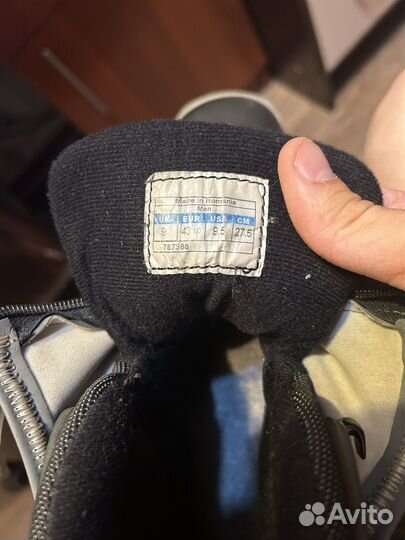 Made in Romania
Men
UK EUR USA CM
9 43 1/3 9.5 27.5
787388
Avito